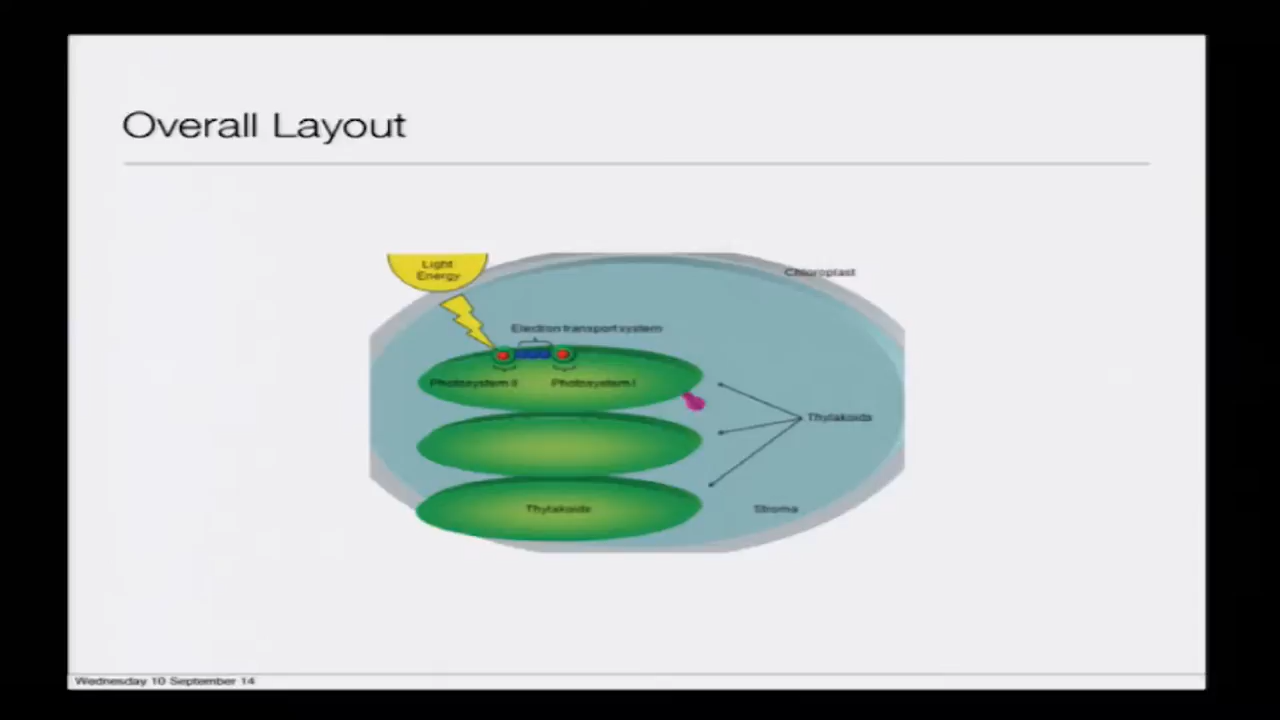 Overall Layout
Light
Energy
Chloroplast
Electron transport system
Photosystem II
Photosystem I
Thylakoids
Thylakoids
Stroma
Wednesday 10 September 14